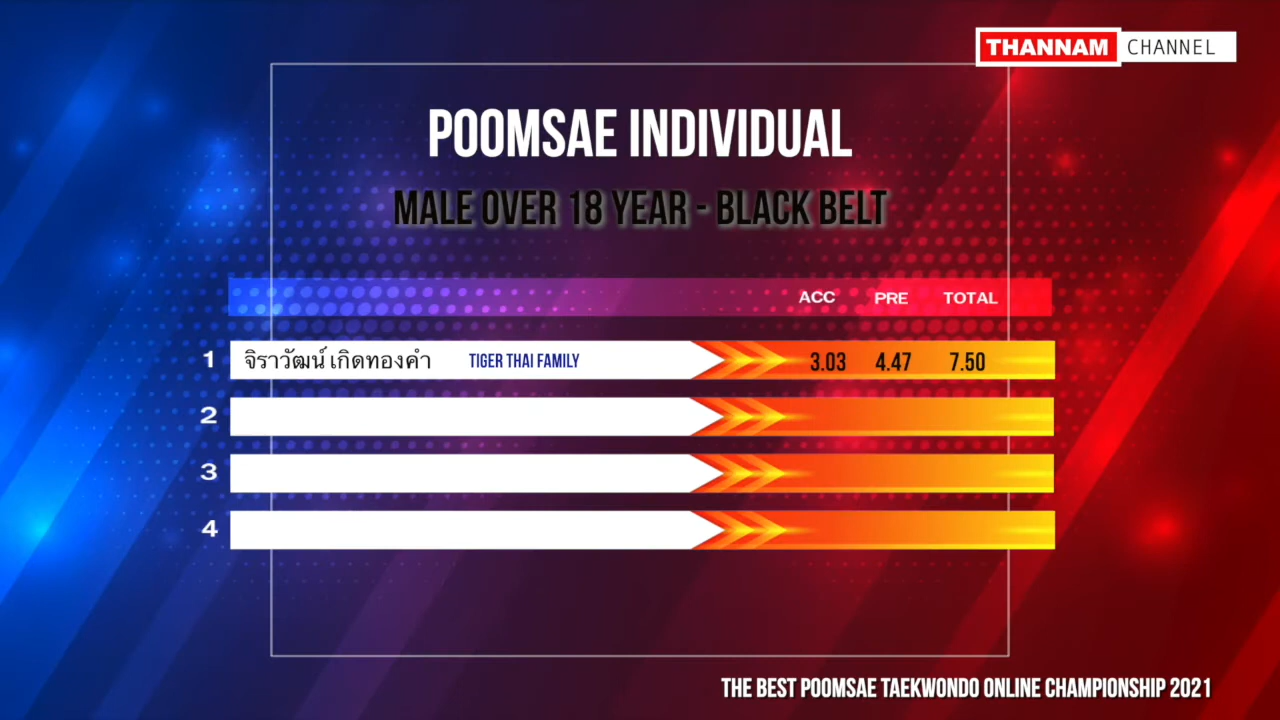 THANNAM CHANNEL
POOMSAE INDIVIDUAL
MALE OVER 18 YEAR - BLACK BELT
ACC PRE TOTAL
1 จิราวัฒน์ เกิดทองคำ TIGER THAI FAMILY 3.03 4.47 7.50
2
3
4
THE BEST POOMSAE TAEKWONDO ONLINE CHAMPIONSHIP 2021